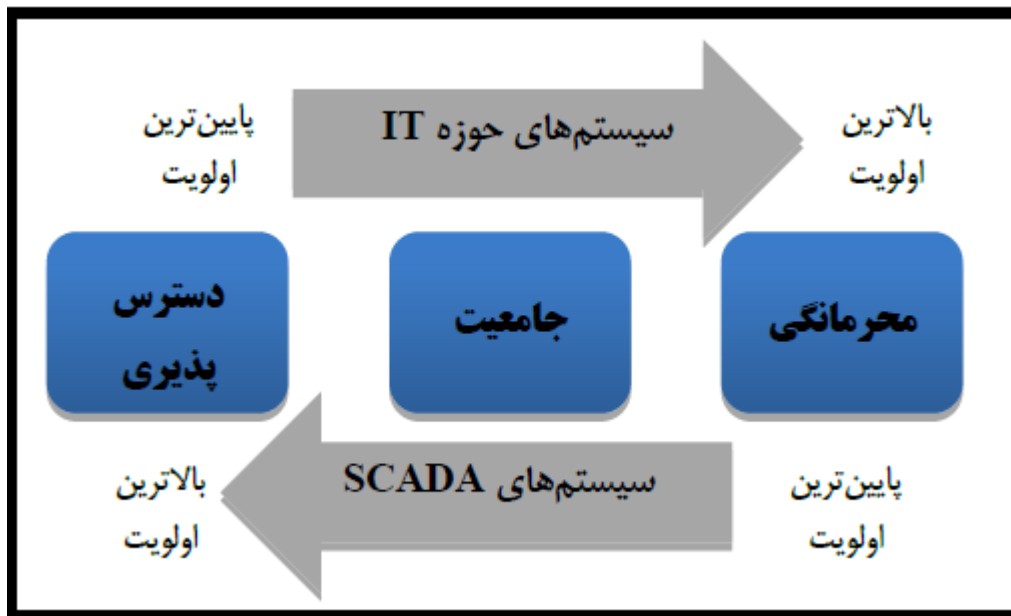 بالاترین
اولویت
سیستم‌های حوزه IT
پایین‌ترین
اولویت
محرمانگی
جامعیت
دسترس
پذیری
پایین‌ترین
اولویت
سیستم‌های SCADA
بالاترین
اولویت